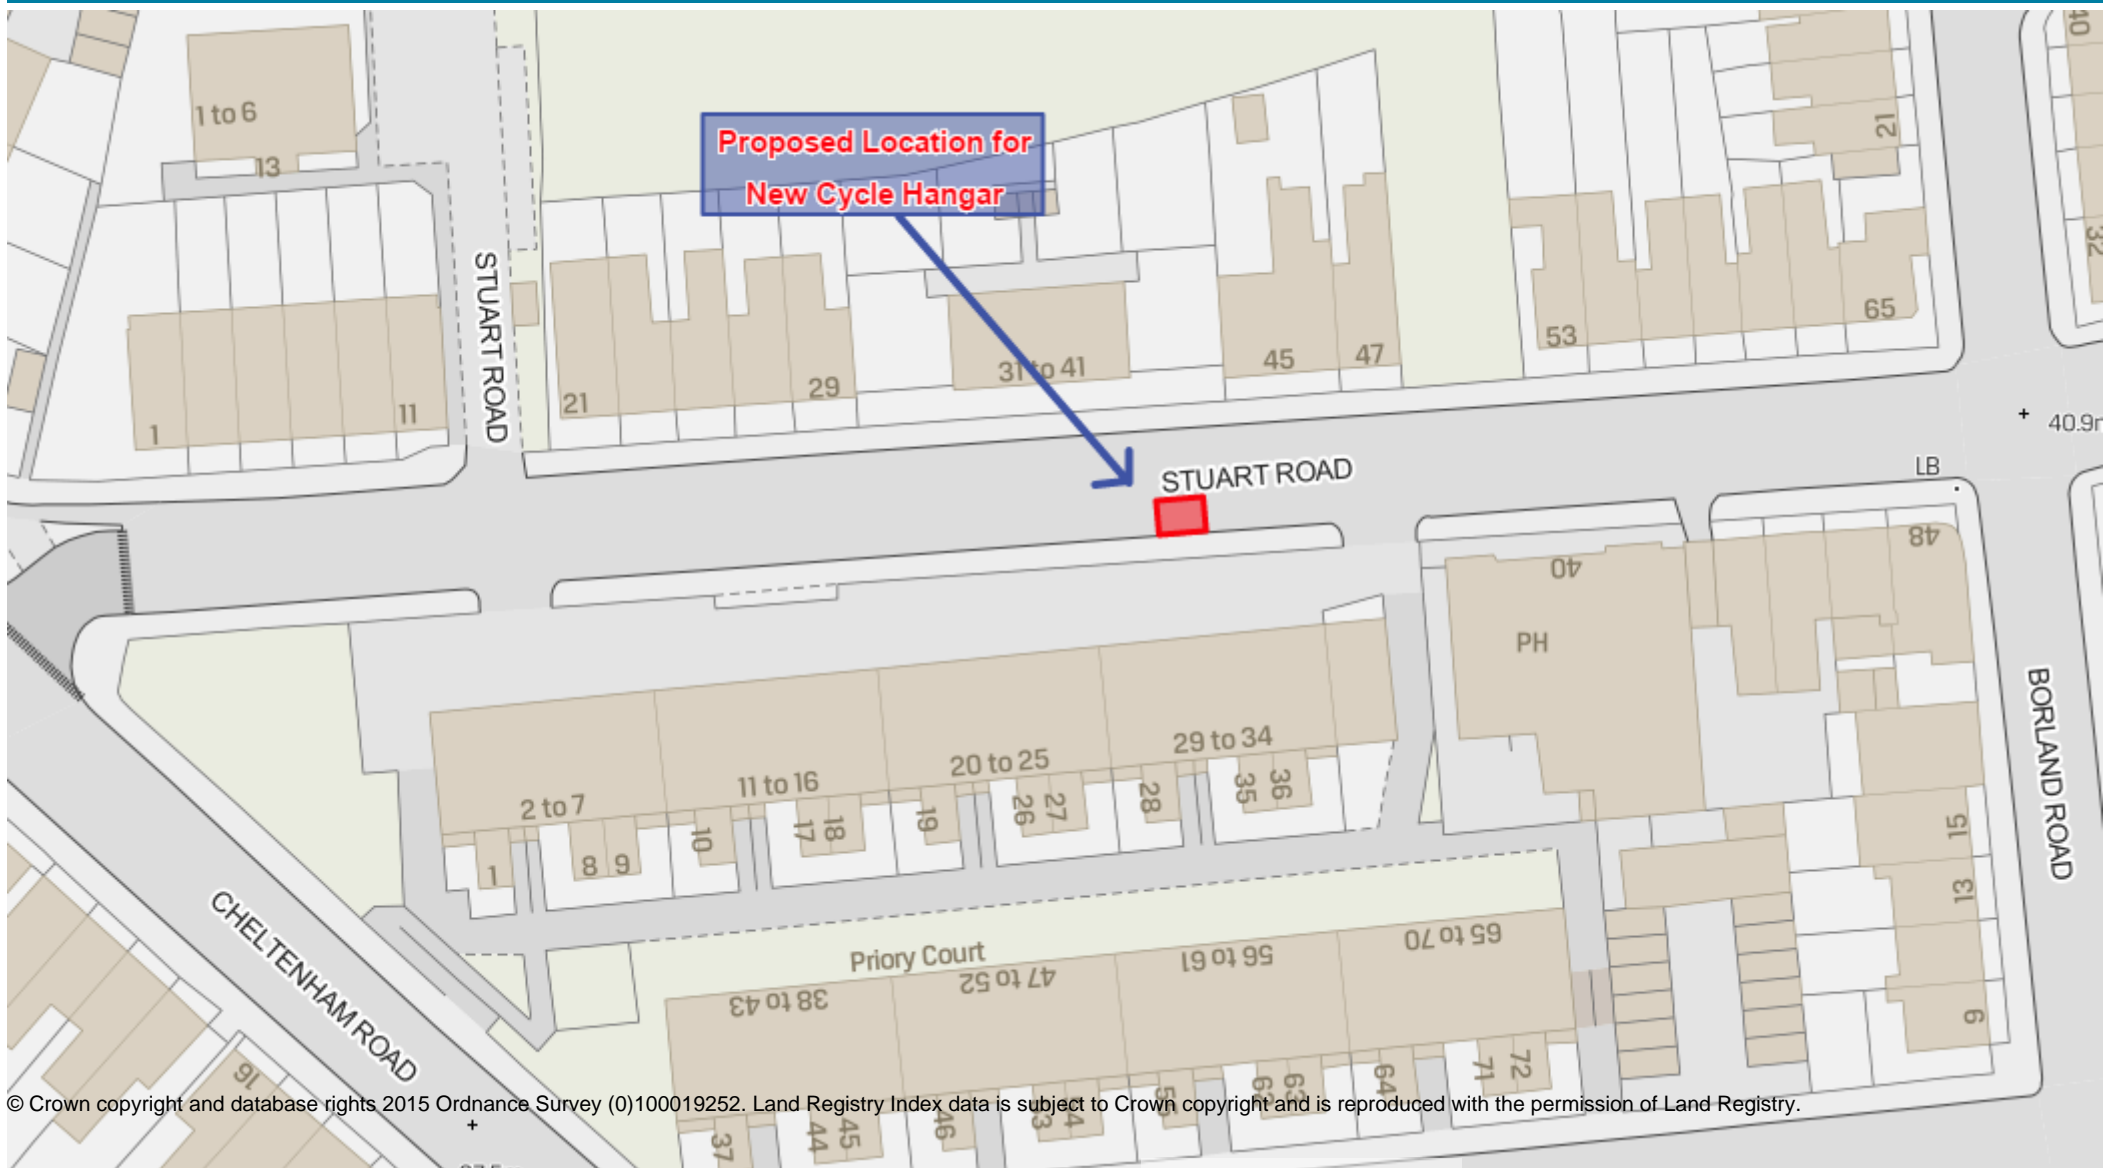 40
1 to 6
21
Proposed Location for
New Cycle Hangar
13
32
STUART ROAD
65
53
45
47
31 to 41
29
21
11
1
40.9
LB
STUART ROAD
48
40
PH
BORLAND ROAD
29 to 34
20 to 25
11 to 16
2 to 7
35
36
28
26
27
19
17
18
10
8
9
1
15
13
9
CHELTENHAM ROAD
Priory Court
65 to 70
56 to 61
47 to 52
38 to 43
72
71
64
63
16
© Crown copyright and database rights 2015 Ordnance Survey (0)100019252. Land Registry Index data is subject to Crown copyright and is reproduced with the permission of Land Registry.
46
45
44
37